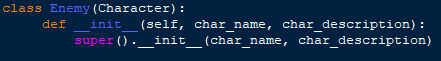 class Enemy(Character):
    def __init__(self, char_name, char_description):
        super().__init__(char_name, char_description)